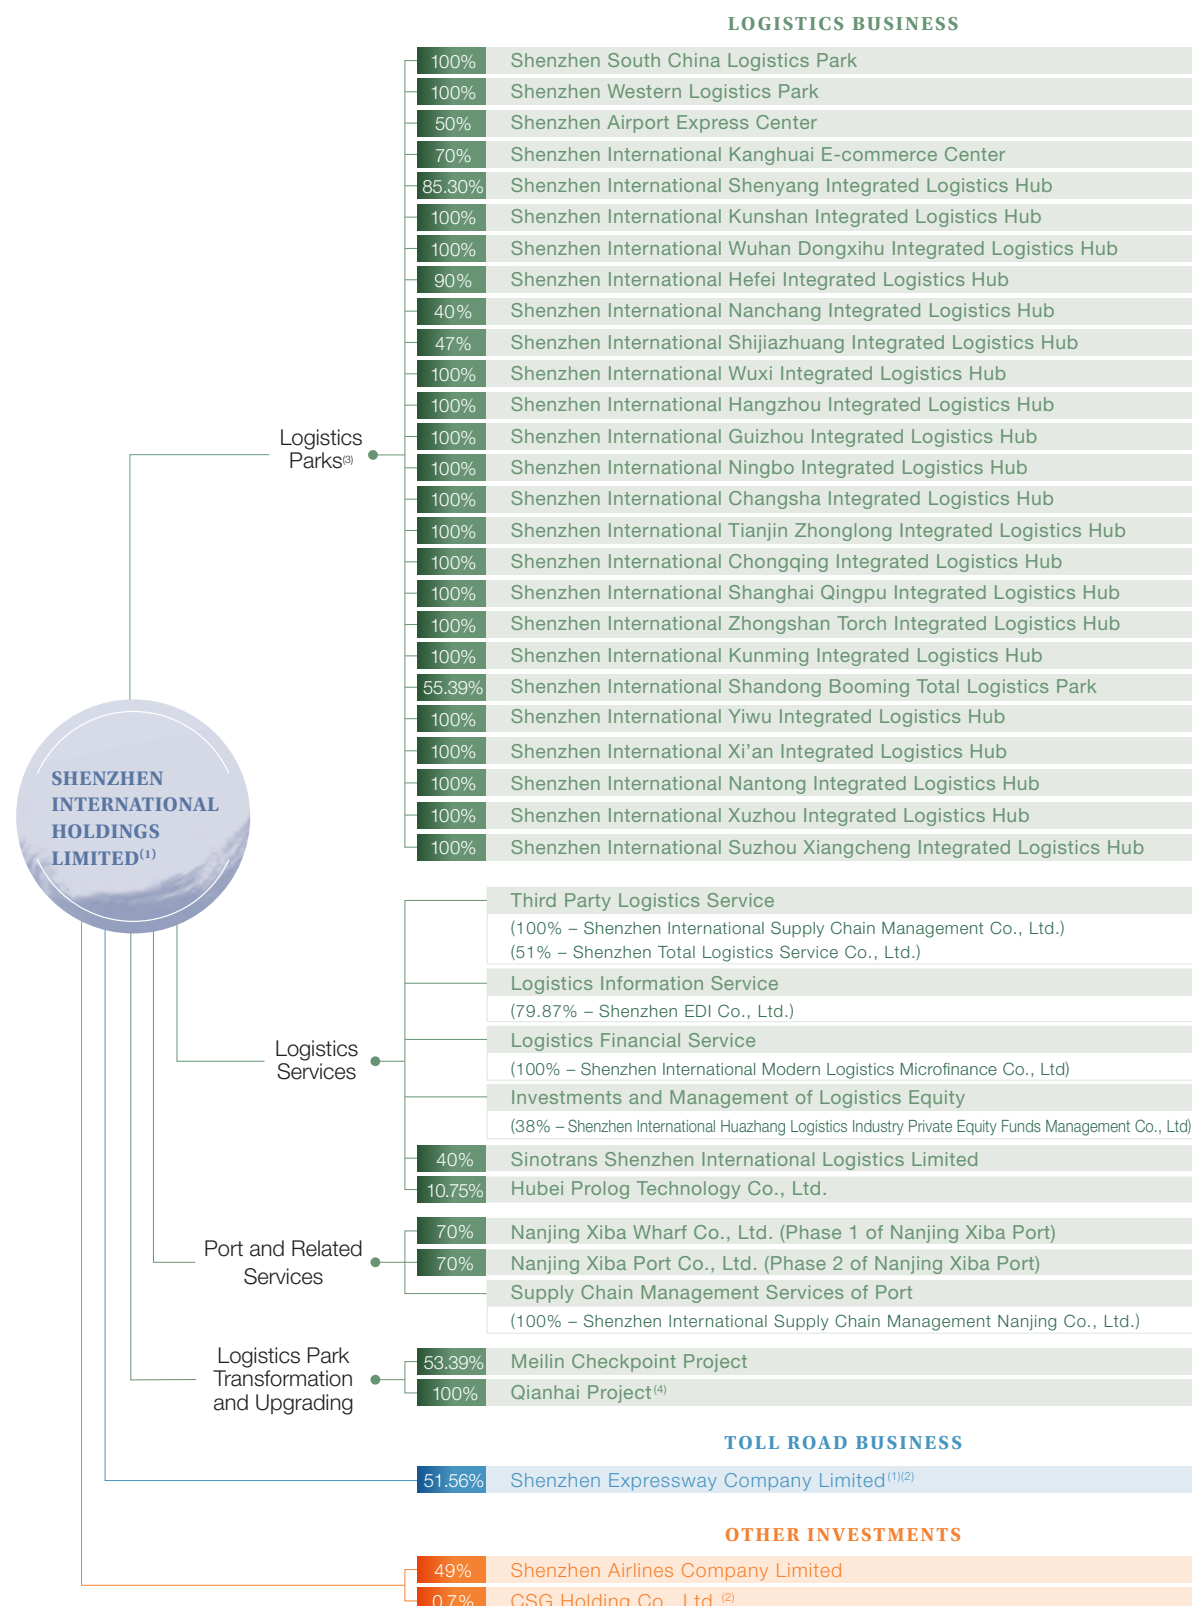 LOGISTICS BUSINESS
100% Shenzhen South China Logistics Park
100% Shenzhen Western Logistics Park
50% Shenzhen Airport Express Center
70% Shenzhen International Kanghuai E-commerce Center
85.30% Shenzhen International Shenyang Integrated Logistics Hub
100% Shenzhen International Kunshan Integrated Logistics Hub
100% Shenzhen International Wuhan Dongxihu Integrated Logistics Hub
90% Shenzhen International Hefei Integrated Logistics Hub
40% Shenzhen International Nanchang Integrated Logistics Hub
47% Shenzhen International Shijiazhuang Integrated Logistics Hub
100% Shenzhen International Wuxi Integrated Logistics Hub
100% Shenzhen International Hangzhou Integrated Logistics Hub
Logistics
Parks(3)
100% Shenzhen International Guizhou Integrated Logistics Hub
100% Shenzhen International Ningbo Integrated Logistics Hub
100% Shenzhen International Changsha Integrated Logistics Hub
100% Shenzhen International Tianjin Zhonglong Integrated Logistics Hub
100% Shenzhen International Chongqing Integrated Logistics Hub
100% Shenzhen International Shanghai Qingpu Integrated Logistics Hub
100% Shenzhen International Zhongshan Torch Integrated Logistics Hub
100% Shenzhen International Kunming Integrated Logistics Hub
55.39% Shenzhen International Shandong Booming Total Logistics Park
100% Shenzhen International Yiwu Integrated Logistics Hub
100% Shenzhen International Xi’an Integrated Logistics Hub
100% Shenzhen International Nantong Integrated Logistics Hub
100% Shenzhen International Xuzhou Integrated Logistics Hub
100% Shenzhen International Suzhou Xiangcheng Integrated Logistics Hub
SHENZHEN
INTERNATIONAL
HOLDINGS
LIMITED(1)
Third Party Logistics Service
(100% – Shenzhen International Supply Chain Management Co., Ltd.)
(51% – Shenzhen Total Logistics Service Co., Ltd.)
Logistics Information Service
(79.87% – Shenzhen EDI Co., Ltd.)
Logistics
Services
Logistics Financial Service
(100% – Shenzhen International Modern Logistics Microfinance Co., Ltd)
Investments and Management of Logistics Equity
(38% – Shenzhen International Huazhang Logistics Industry Private Equity Funds Management Co., Ltd)
40% Sinotrans Shenzhen International Logistics Limited
10.75% Hubei Prolog Technology Co., Ltd.
Port and Related
Services
70% Nanjing Xiba Wharf Co., Ltd. (Phase 1 of Nanjing Xiba Port)
70% Nanjing Xiba Port Co., Ltd. (Phase 2 of Nanjing Xiba Port)
Supply Chain Management Services of Port
(100% – Shenzhen International Supply Chain Management Nanjing Co., Ltd.)
Logistics Park
Transformation
and Upgrading
53.39% Meilin Checkpoint Project
100% Qianhai Project(4)
TOLL ROAD BUSINESS
51.56% Shenzhen Expressway Company Limited(1)(2)
OTHER INVESTMENTS
49% Shenzhen Airlines Company Limited
0.7% CSG Holding Co., Ltd.(2)